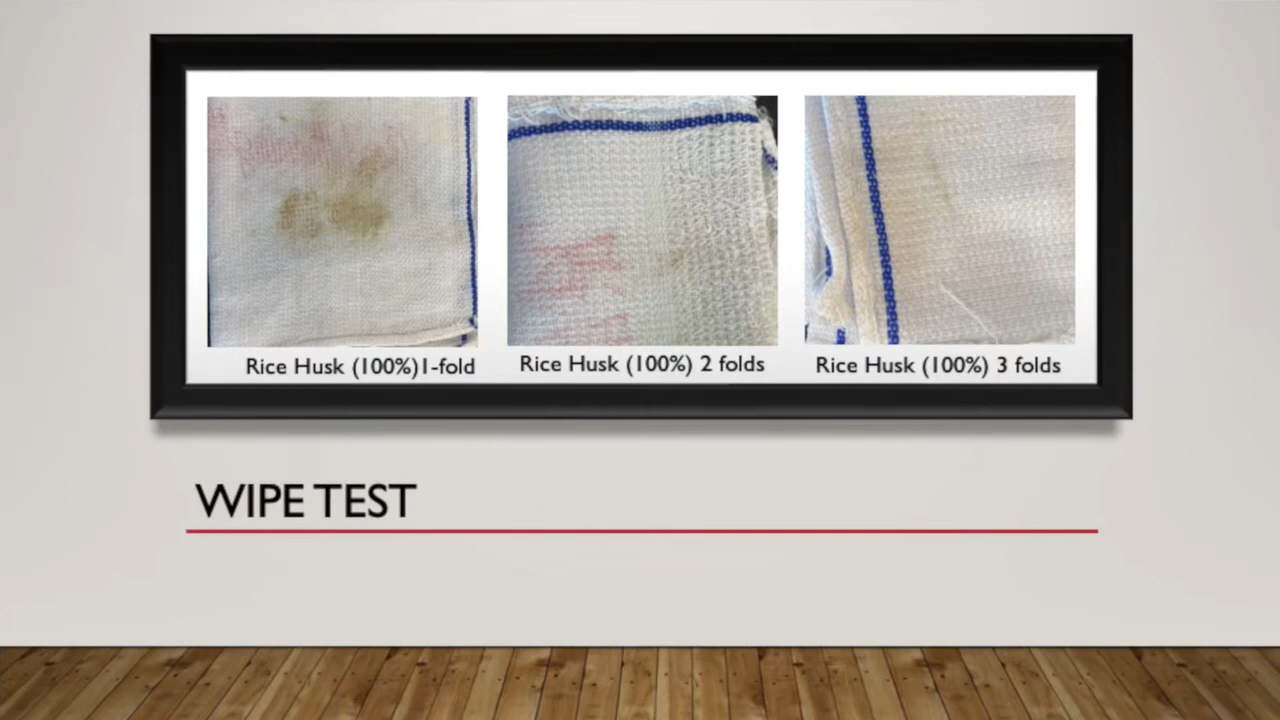 Rice Husk (100%)1-fold
Rice Husk (100%) 2 folds
Rice Husk (100%) 3 folds
WIPE TEST